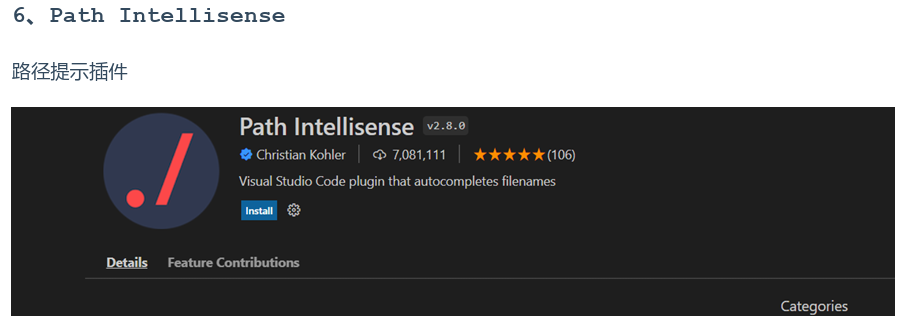 6、Path Intellisense
路径提示插件
Path Intellisense v2.8.0
Christian Kohler 7,081,111 ★★★★★(106)
Visual Studio Code plugin that autocompletes filenames
Install
Details Feature Contributions
Categories